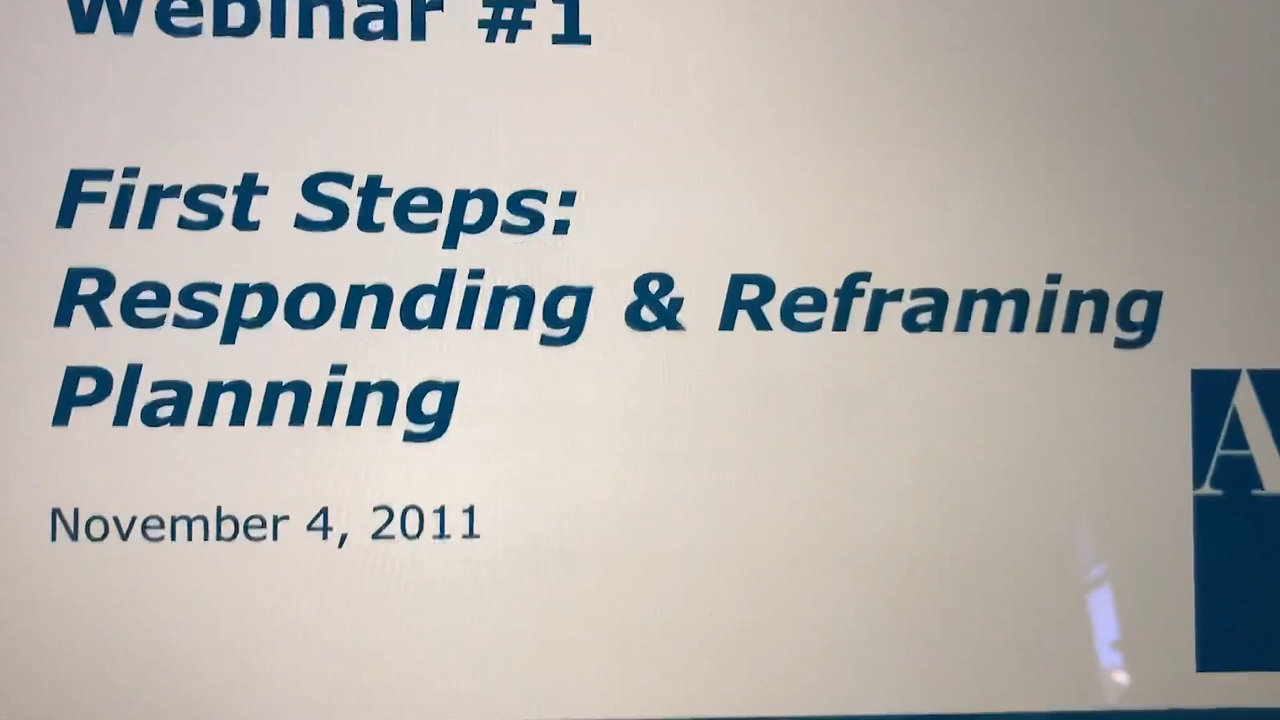 Webinar #1
First Steps:
Responding & Reframing
Planning
November 4, 2011
A